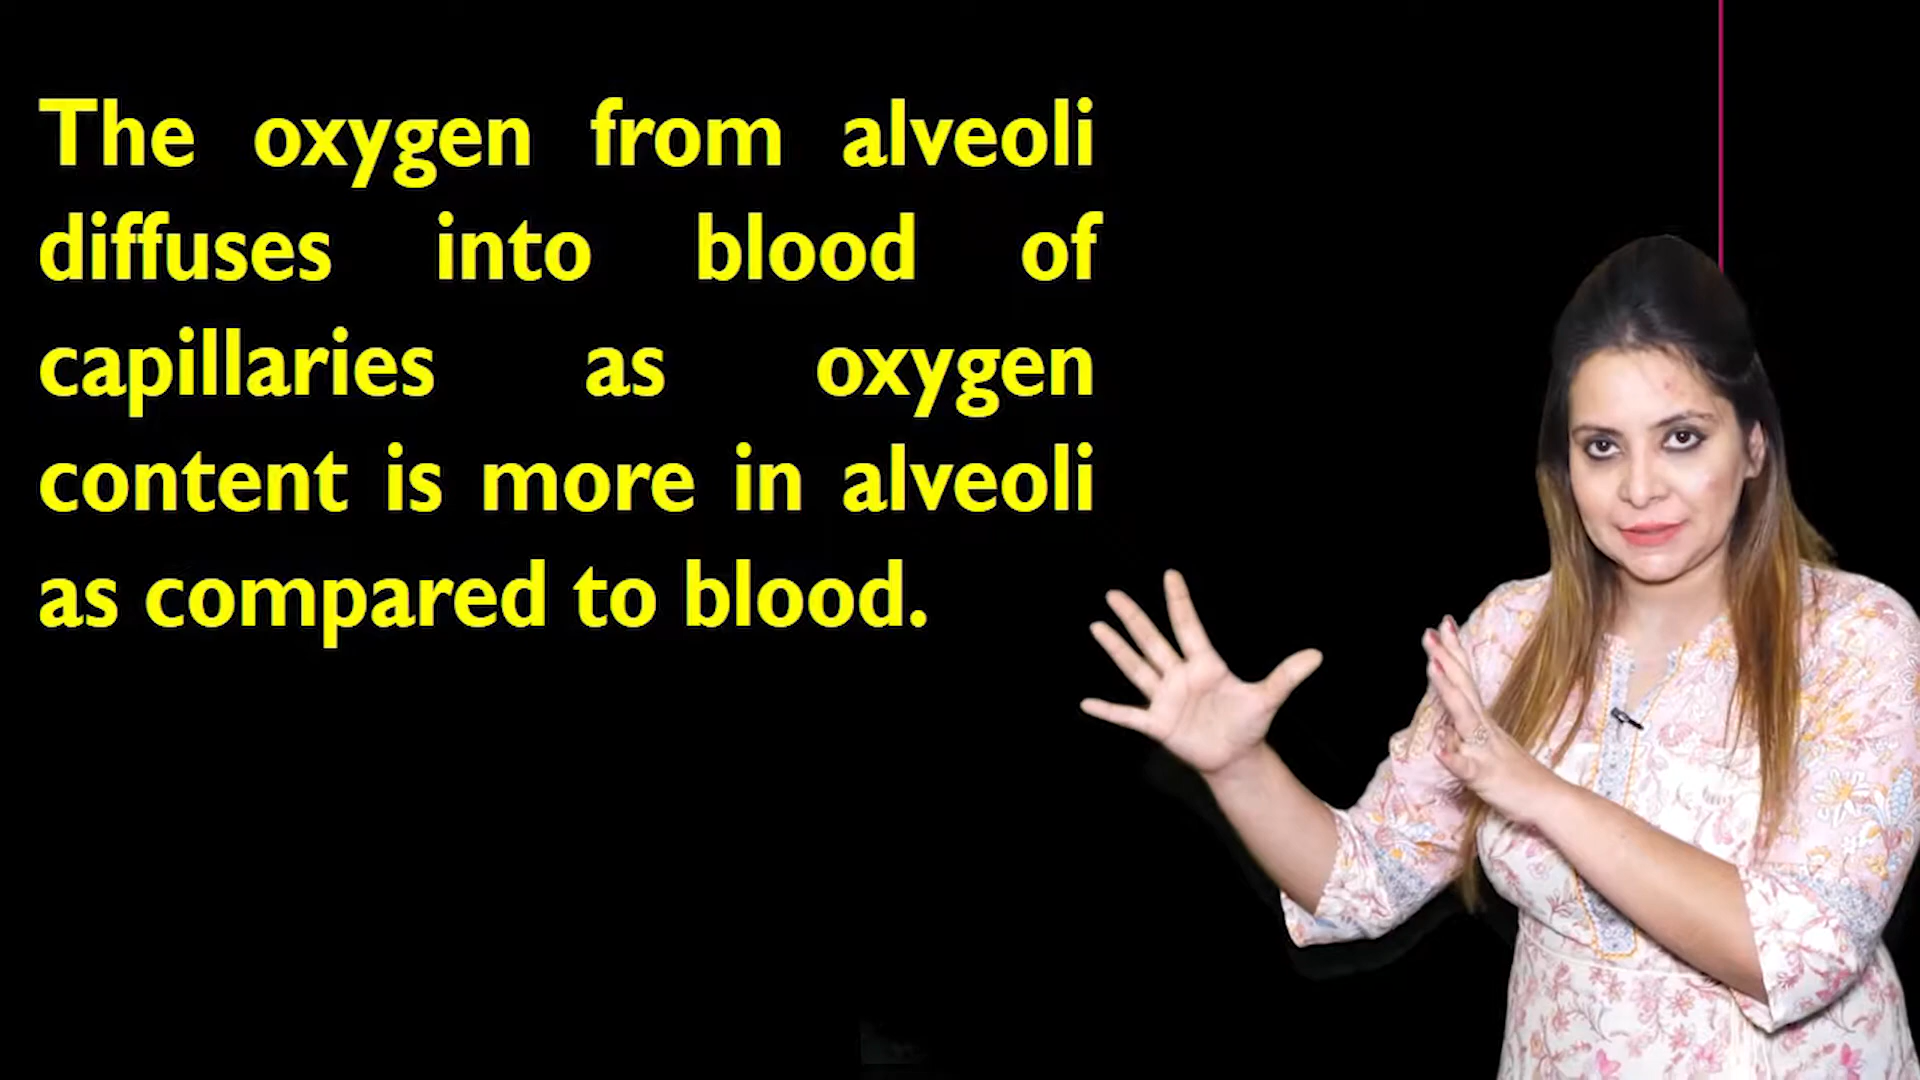 The oxygen from alveoli
diffuses into blood of
capillaries as oxygen
content is more in alveoli
as compared to blood.